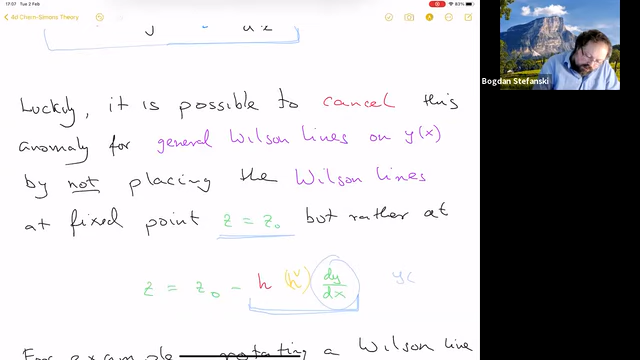 17:07 Tue 2 Feb
83%
4d Chern-Simons Theory
Luckily, it is possible to cancel this
anomaly for general Wilson lines on y(x)
by not placing the Wilson lines
at fixed point z = z₀ but rather at
z = z₀ - ħ (h^v) dy/dx y(
For example rotating a Wilson line
Bogdan Stefanski